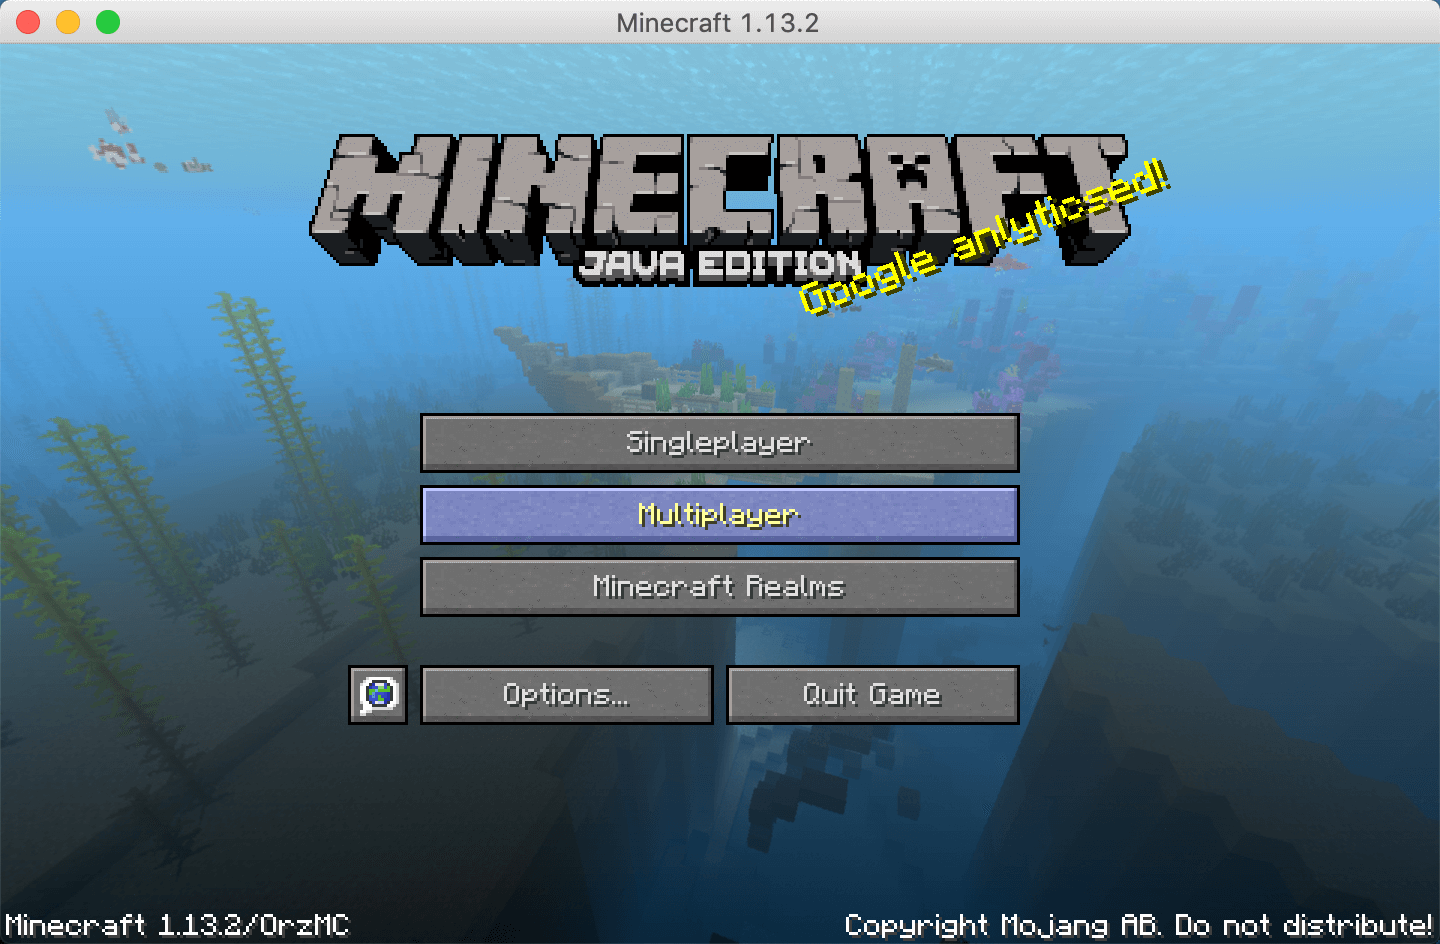 Minecraft 1.13.2
MINECRAFT
JAVA EDITION
Google anlyticsed!
Singleplayer
Multiplayer
Minecraft Realms
Options...
Quit Game
Minecraft 1.13.2/OrzMC
Copyright Mojang AB. Do not distribute!